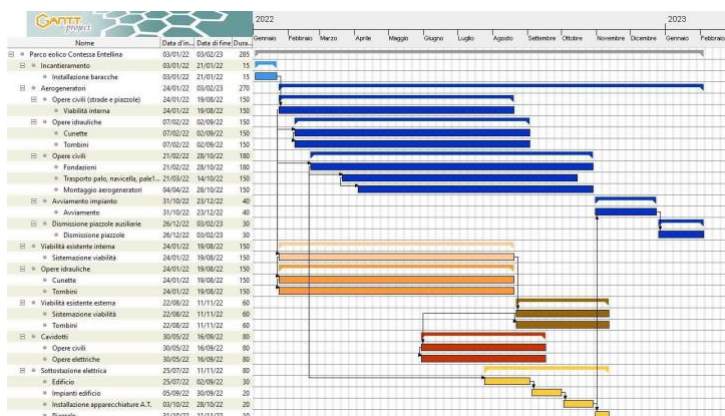 GANTT
project
2022
2023
Nome Data d'in... Data di fine Dura...
Gennaio Febbraio Marzo Aprile Maggio Giugno Luglio Agosto Settembre Ottobre Novembre Dicembre Gennaio Febbraio
Parco eolico Contessa Entellina 03/01/22 03/02/23 285
Incantieramento 03/01/22 21/01/22 15
Installazione baracche 03/01/22 21/01/22 15
Aerogeneratori 24/01/22 03/02/23 270
Opere civili (strade e piazzole) 24/01/22 19/08/22 150
Viabilità interna 24/01/22 19/08/22 150
Opere idrauliche 07/02/22 02/09/22 150
Cunette 07/02/22 02/09/22 150
Tombini 07/02/22 02/09/22 150
Opere civili 21/02/22 28/10/22 180
Fondazioni 21/02/22 28/10/22 180
Trasporto palo, navicella, pale1... 21/03/22 14/10/22 150
Montaggio aerogeneratori 04/04/22 28/10/22 150
Avviamento impianto 31/10/22 23/12/22 40
Avviamento 31/10/22 23/12/22 40
Dismissione piazzole ausiliarie 26/12/22 03/02/23 30
Dismissione piazzole 26/12/22 03/02/23 30
Viabilità esistente interna 24/01/22 19/08/22 150
Sistemazione viabilità 24/01/22 19/08/22 150
Opere idrauliche 24/01/22 19/08/22 150
Cunette 24/01/22 19/08/22 150
Tombini 24/01/22 19/08/22 150
Viabilità esistente esterna 22/08/22 11/11/22 60
Sistemazione viabilità 22/08/22 11/11/22 60
Tombini 22/08/22 11/11/22 60
Cavidotti 30/05/22 16/09/22 80
Opere civili 30/05/22 16/09/22 80
Opere elettriche 30/05/22 16/09/22 80
Sottostazione elettrica 25/07/22 11/11/22 80
Edificio 25/07/22 02/09/22 30
Impianti edificio 05/09/22 30/09/22 20
Installazione apparecchiature A.T. 03/10/22 28/10/22 20
31/10/22 11/11/22 10